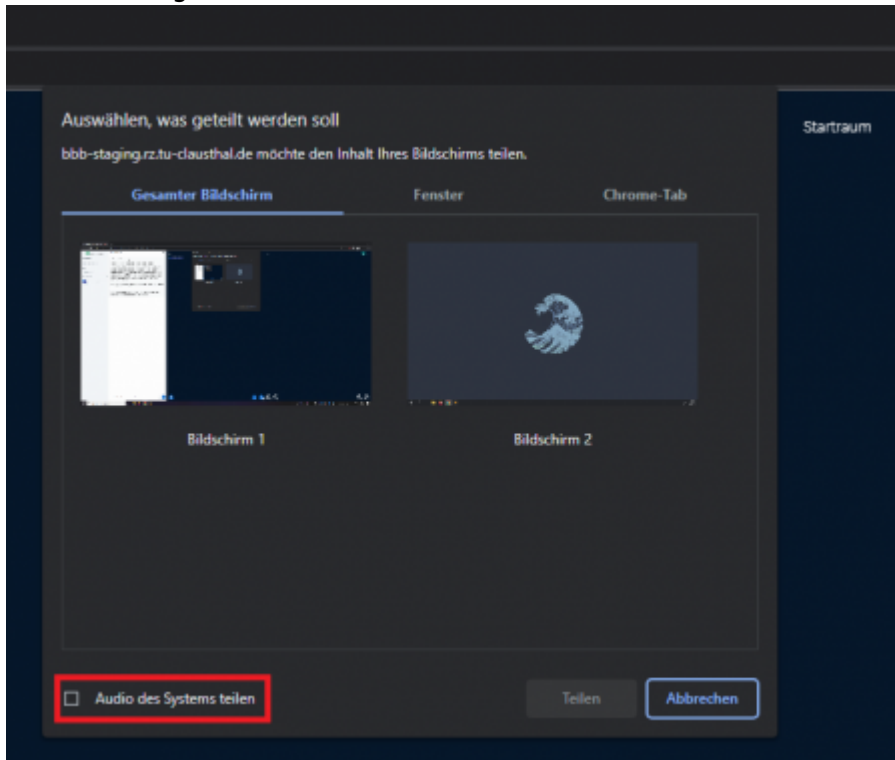 Startraum
Auswählen, was geteilt werden soll
bbb-staging.rz.tu-clausthal.de möchte den Inhalt Ihres Bildschirms teilen.
Gesamter Bildschirm
Fenster
Chrome-Tab
Bildschirm 1
Bildschirm 2
Audio des Systems teilen
Teilen
Abbrechen